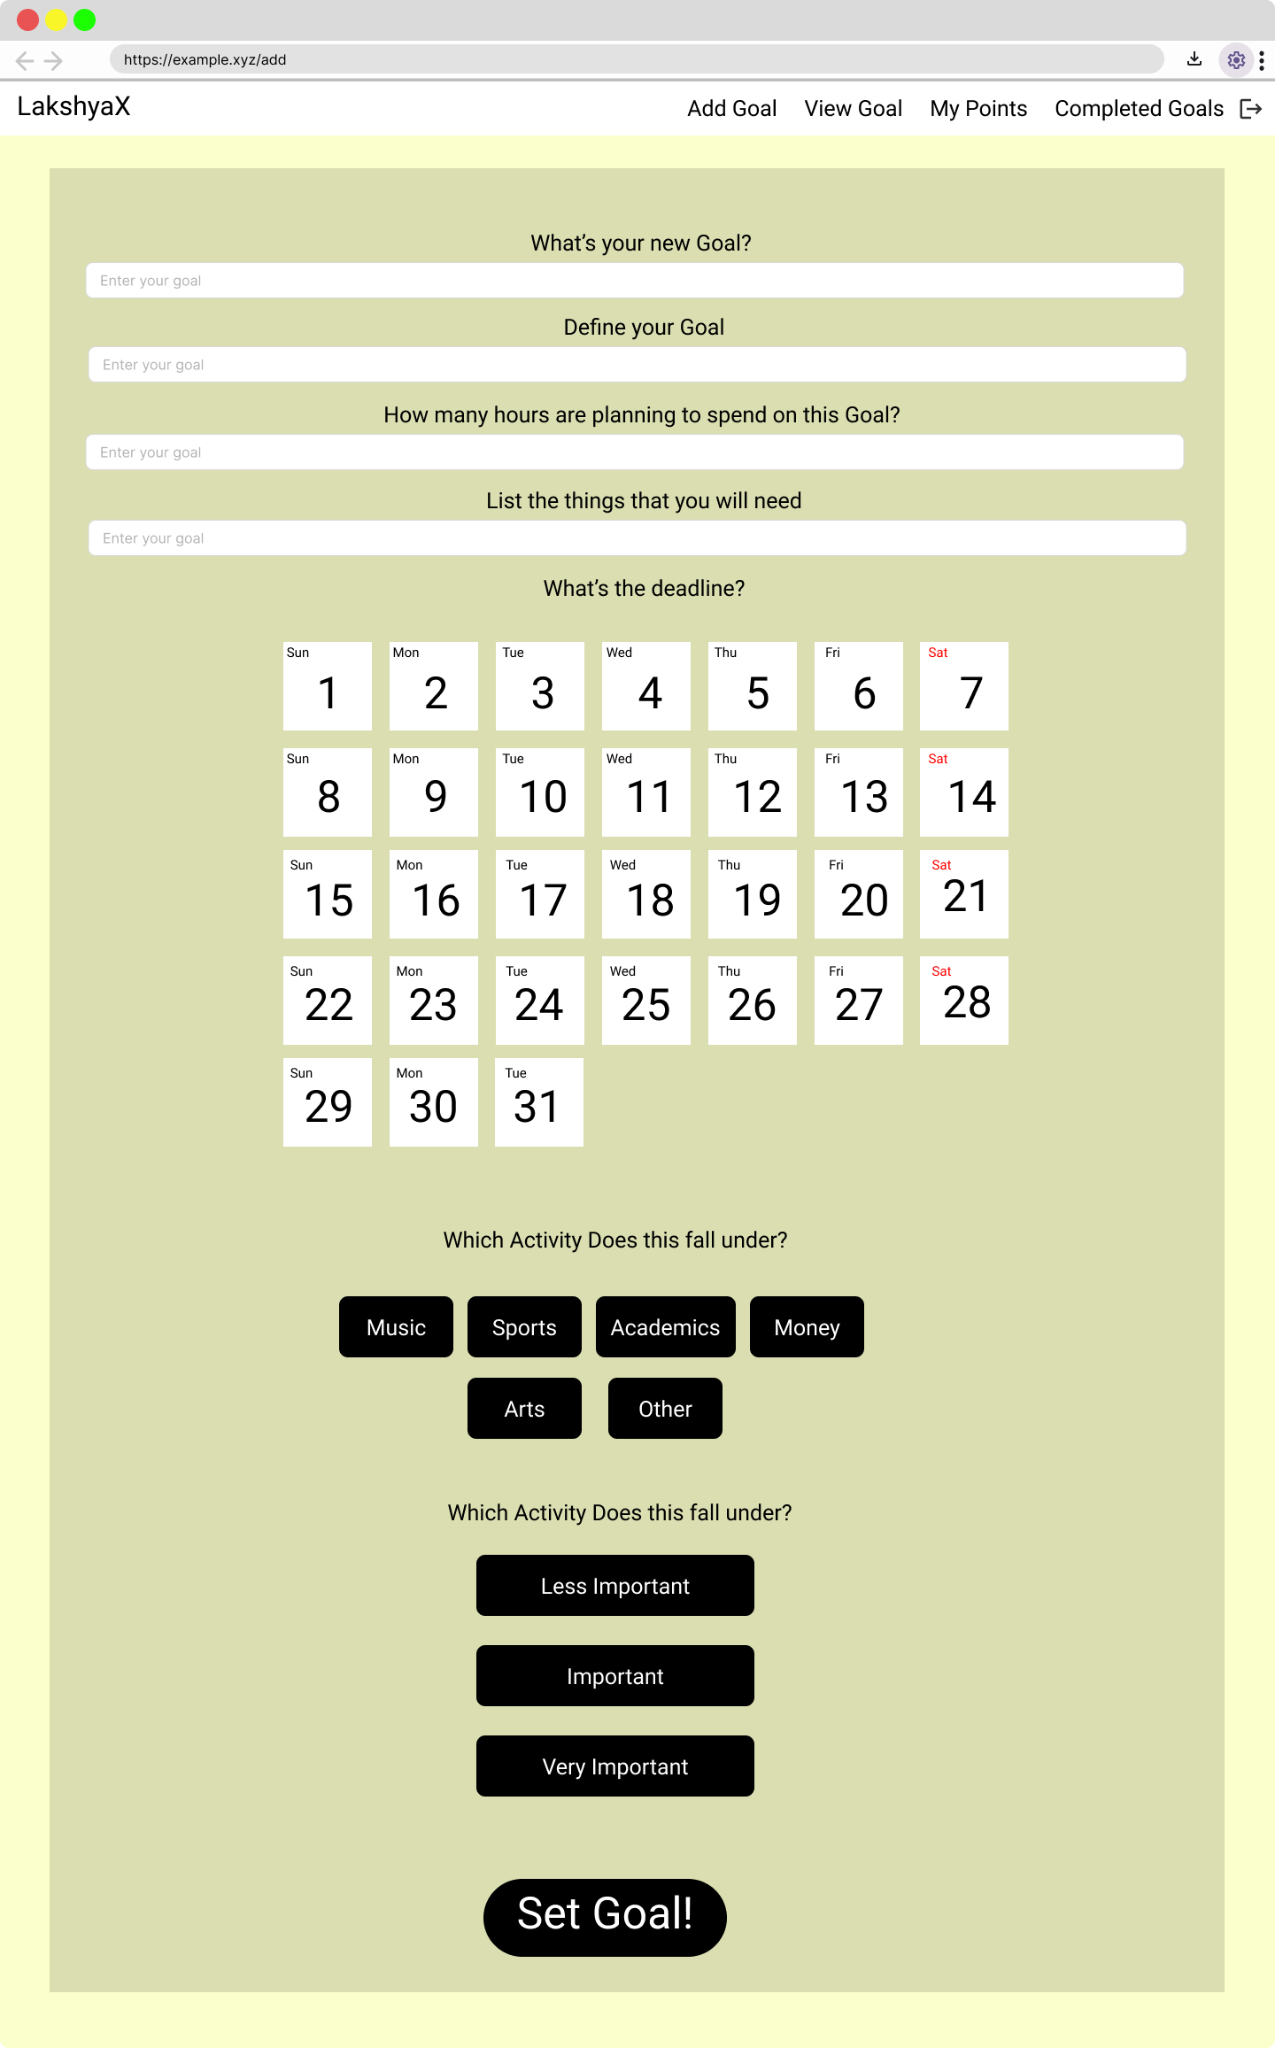 https://example.xyz/add
LakshyaX
Add Goal View Goal My Points Completed Goals
What’s your new Goal?
Enter your goal
Define your Goal
Enter your goal
How many hours are planning to spend on this Goal?
Enter your goal
List the things that you will need
Enter your goal
What’s the deadline?
Sun Mon Tue Wed Thu Fri Sat
1 2 3 4 5 6 7
Sun Mon Tue Wed Thu Fri Sat
8 9 10 11 12 13 14
Sun Mon Tue Wed Thu Fri Sat
15 16 17 18 19 20 21
Sun Mon Tue Wed Thu Fri Sat
22 23 24 25 26 27 28
Sun Mon Tue
29 30 31
Which Activity Does this fall under?
Music Sports Academics Money
Arts Other
Which Activity Does this fall under?
Less Important
Important
Very Important
Set Goal!